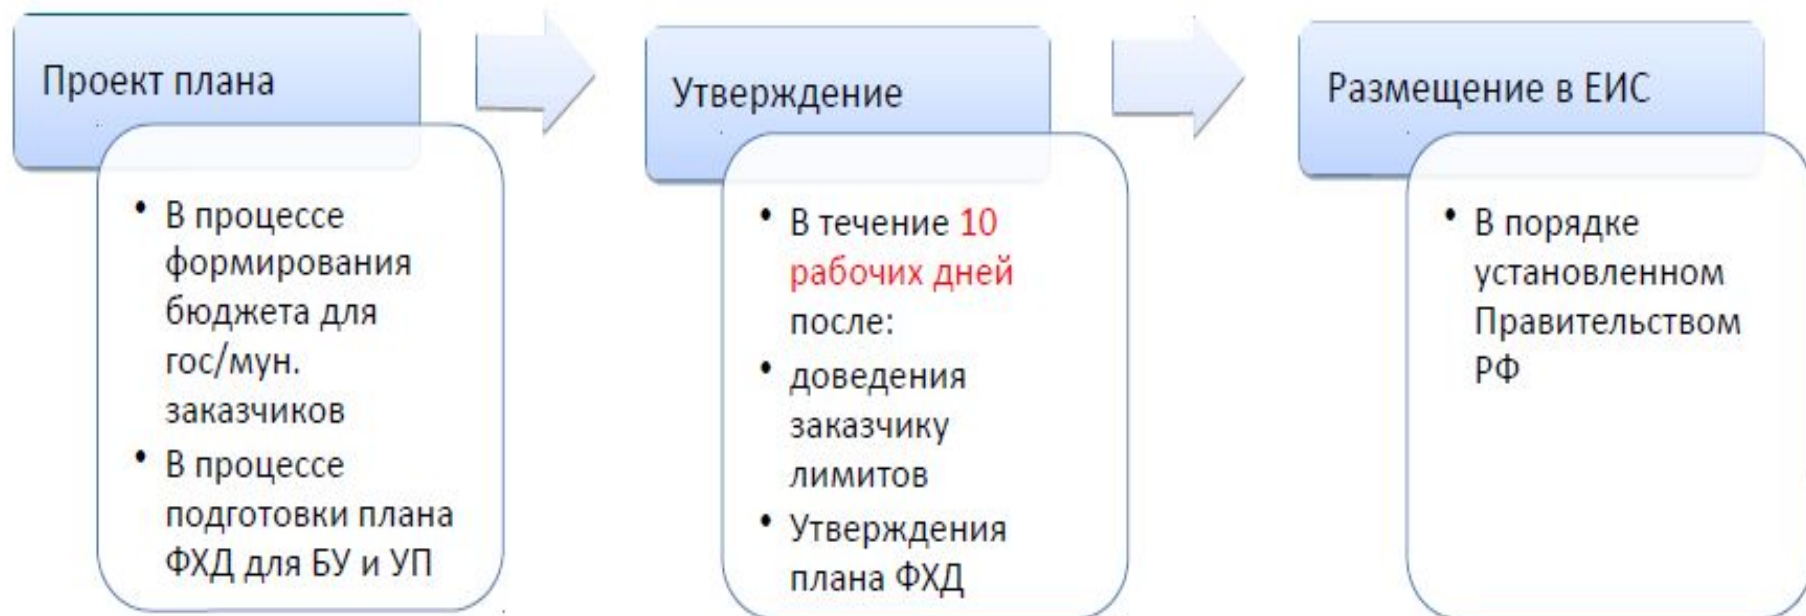 Проект плана
• В процессе
формирования
бюджета для
гос/мун.
заказчиков
• В процессе
подготовки плана
ФХД для БУ и УП
Утверждение
• В течение 10
рабочих дней
после:
• доведения
заказчику
лимитов
• Утверждения
плана ФХД
Размещение в ЕИС
• В порядке
установленном
Правительством
РФ